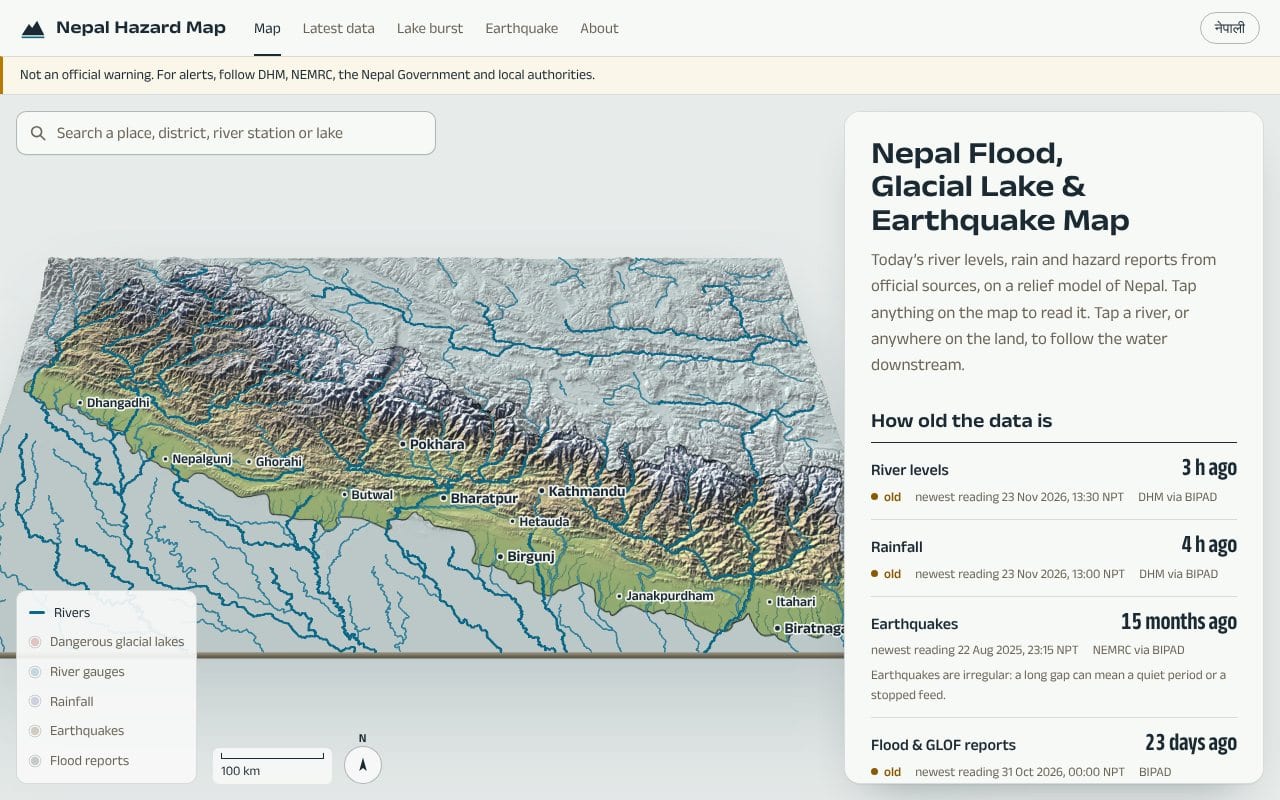 Nepal Hazard Map
Map
Latest data
Lake burst
Earthquake
About
नेपाली
Not an official warning. For alerts, follow DHM, NEMRC, the Nepal Government and local authorities.
Search a place, district, river station or lake
Dhangadhi
Nepalgunj
Ghorahi
Pokhara
Butwal
Bharatpur
Kathmandu
Hetauda
Birgunj
Janakpurdham
Itahari
Biratnaga
Rivers
Dangerous glacial lakes
River gauges
Rainfall
Earthquakes
Flood reports
100 km
N
Nepal Flood,
Glacial Lake &
Earthquake Map
Today’s river levels, rain and hazard reports from
official sources, on a relief model of Nepal. Tap
anything on the map to read it. Tap a river, or
anywhere on the land, to follow the water
downstream.
How old the data is
River levels 3 h ago
old newest reading 23 Nov 2026, 13:30 NPT DHM via BIPAD
Rainfall 4 h ago
old newest reading 23 Nov 2026, 13:00 NPT DHM via BIPAD
Earthquakes 15 months ago
newest reading 22 Aug 2025, 23:15 NPT NEMRC via BIPAD
Earthquakes are irregular: a long gap can mean a quiet period or a
stopped feed.
Flood & GLOF reports 23 days ago
old newest reading 31 Oct 2026, 00:00 NPT BIPAD